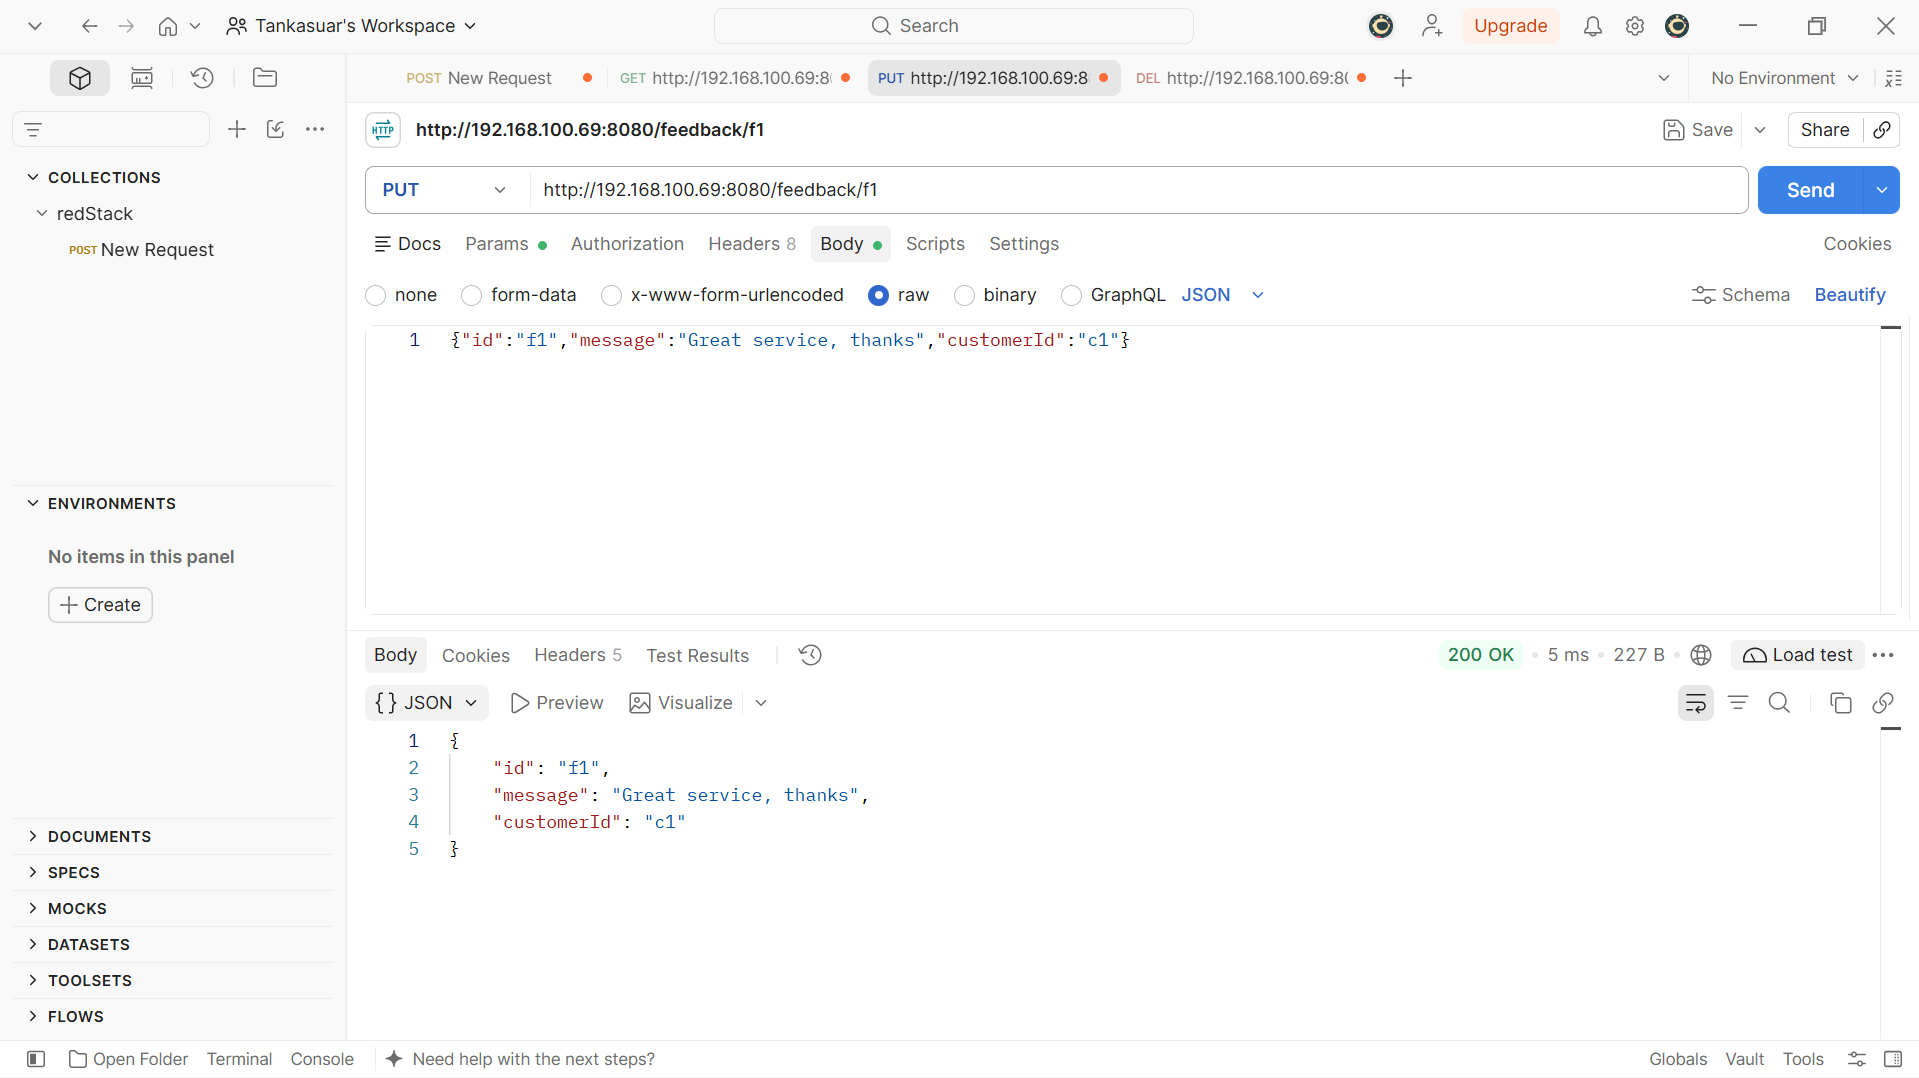 Tankasuar's Workspace
Search
Upgrade
POST New Request
GET http://192.168.100.69:8
PUT http://192.168.100.69:8
DEL http://192.168.100.69:80
No Environment
HTTP
http://192.168.100.69:8080/feedback/f1
Save
Share
COLLECTIONS
redStack
POST New Request
PUT
http://192.168.100.69:8080/feedback/f1
Send
Docs
Params
Authorization
Headers 8
Body
Scripts
Settings
Cookies
none
form-data
x-www-form-urlencoded
raw
binary
GraphQL
JSON
Schema
Beautify
1 {"id":"f1","message":"Great service, thanks","customerId":"c1"}
ENVIRONMENTS
No items in this panel
Create
Body
Cookies
Headers 5
Test Results
200 OK
5 ms
227 B
Load test
{} JSON
Preview
Visualize
1 {
2 "id": "f1",
3 "message": "Great service, thanks",
4 "customerId": "c1"
5 }
DOCUMENTS
SPECS
MOCKS
DATASETS
TOOLSETS
FLOWS
Open Folder
Terminal
Console
Need help with the next steps?
Globals
Vault
Tools